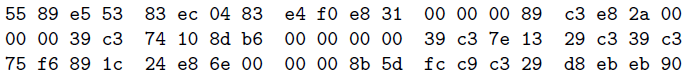 55 89 e5 53 83 ec 04 83 e4 f0 e8 31 00 00 00 89 c3 e8 2a 00
00 00 39 c3 74 10 8d b6 00 00 00 00 39 c3 7e 13 29 c3 39 c3
75 f6 89 1c 24 e8 6e 00 00 00 8b 5d fc c9 c3 29 d8 eb eb 90